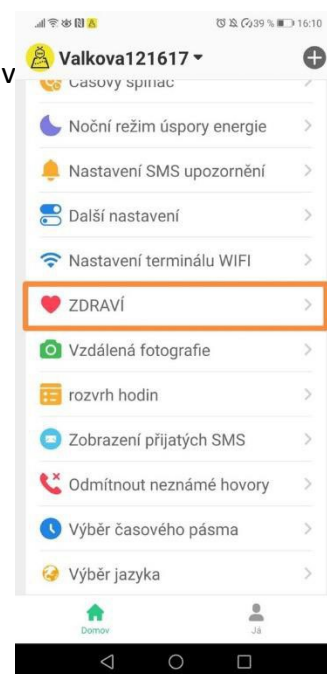 39 % 16:10
Valkova121617
v
Časový spínač
Noční režim úspory energie
Nastavení SMS upozornění
Další nastavení
Nastavení terminálu WIFI
ZDRAVÍ
Vzdálená fotografie
rozvrh hodin
Zobrazení přijatých SMS
Odmítnout neznámé hovory
Výběr časového pásma
Výběr jazyka
Domov
Já